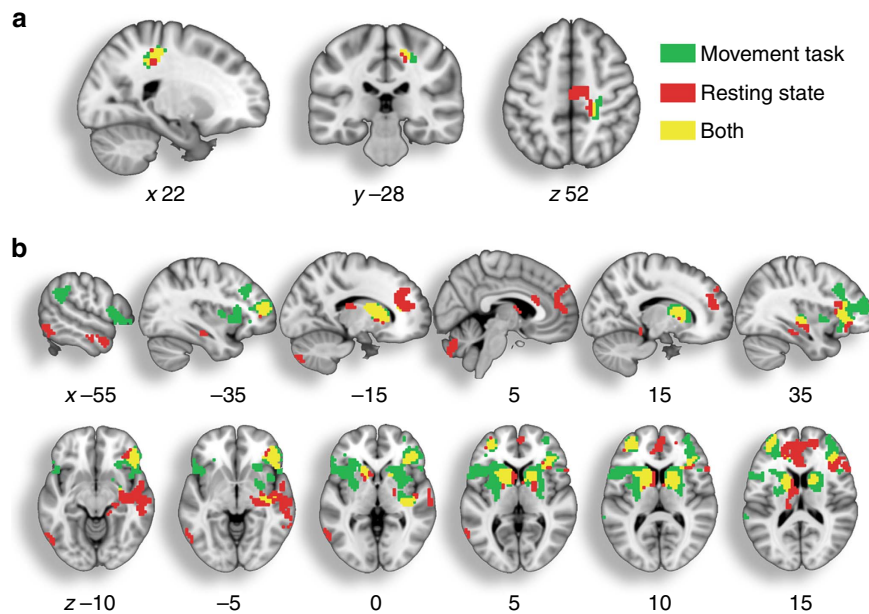 a
Movement task
Resting state
Both
x 22
y –28
z 52
b
x –55
–35
–15
5
15
35
z –10
–5
0
5
10
15